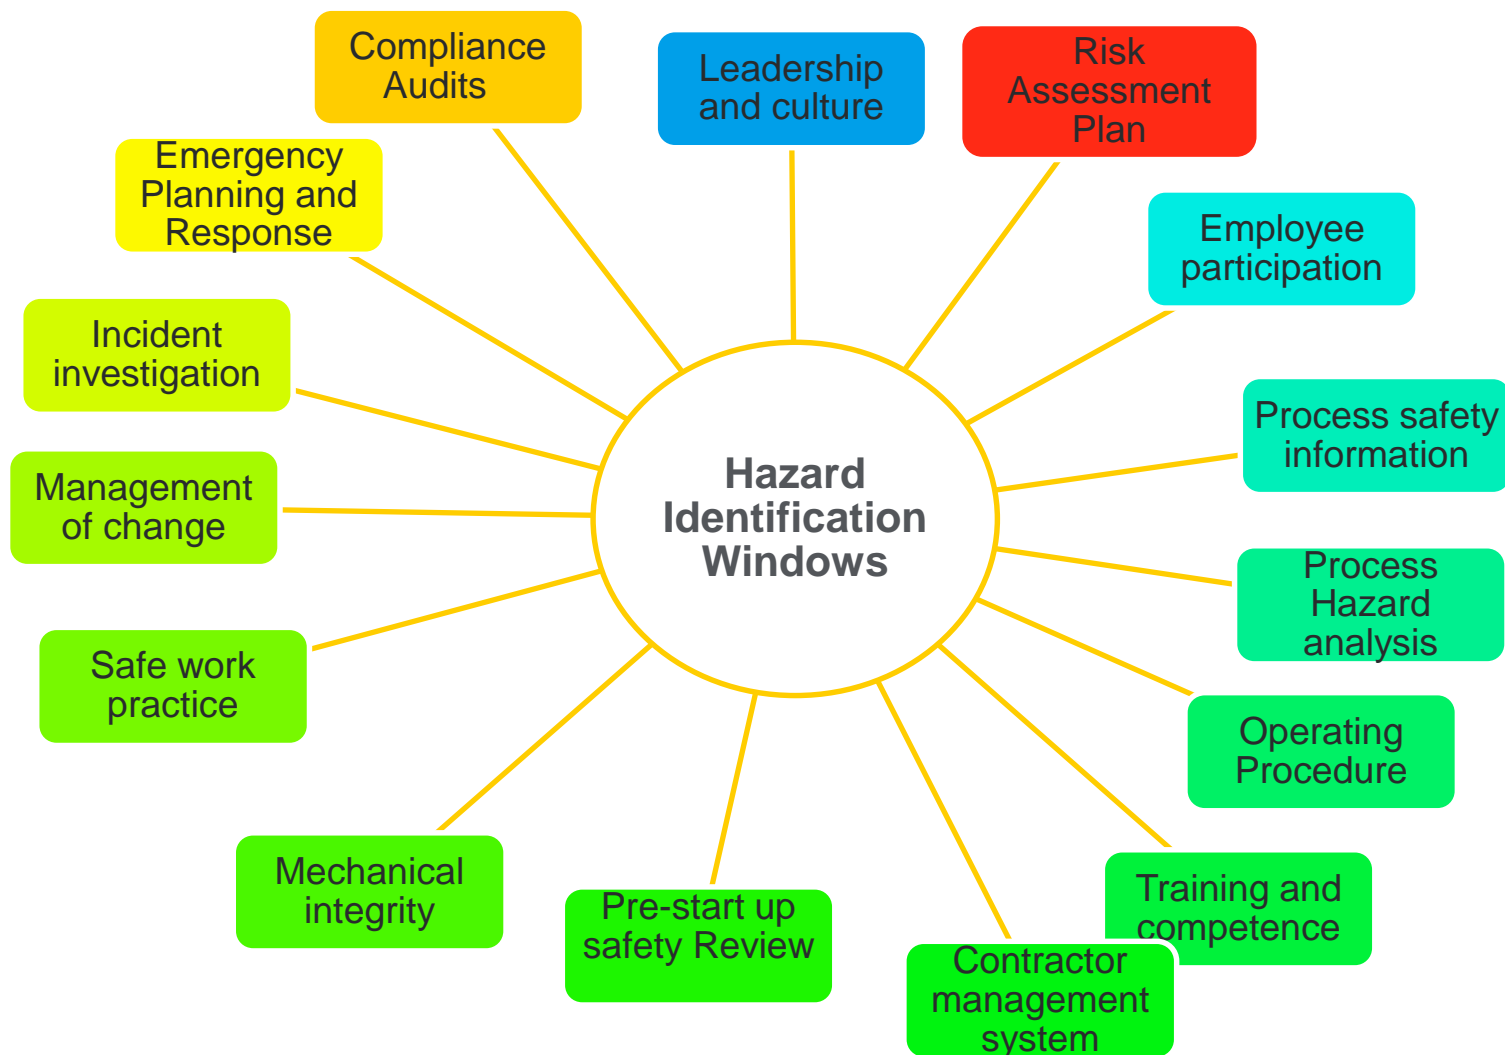 Compliance
Audits
Leadership
and culture
Risk
Assessment
Plan
Emergency
Planning and
Response
Employee
participation
Incident
investigation
Process safety
information
Management
of change
Hazard
Identification
Windows
Process
Hazard
analysis
Safe work
practice
Operating
Procedure
Mechanical
integrity
Pre-start up
safety Review
Training and
competence
Contractor
management
system